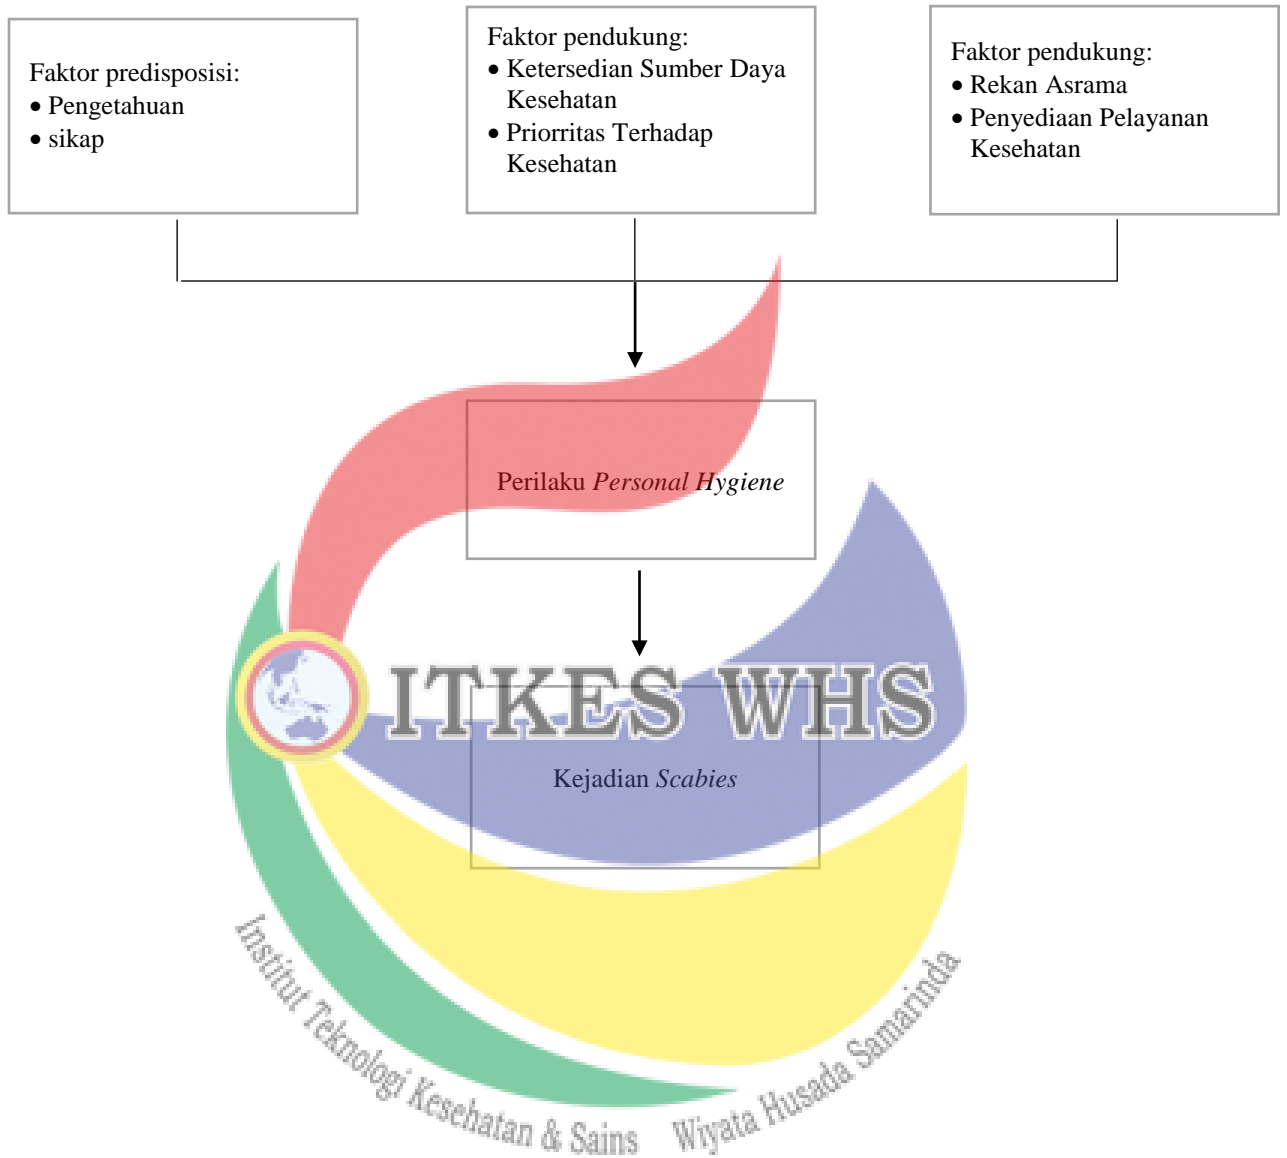 Faktor predisposisi:
• Pengetahuan
• sikap
Faktor pendukung:
• Ketersedian Sumber Daya
Kesehatan
• Priorritas Terhadap
Kesehatan
Faktor pendukung:
• Rekan Asrama
• Penyediaan Pelayanan
Kesehatan
Perilaku Personal Hygiene
ITKES WHS
Kejadian Scabies
Institut Teknologi Kesehatan & Sains Wiyata Husada Samarinda